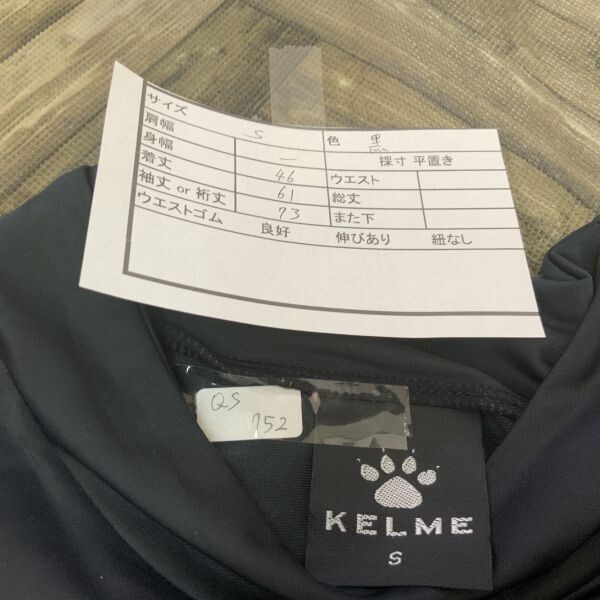 サイズ S 色 黒
肩幅 — 採寸 平置き
身幅 46 ウエスト
着丈 61 総丈
袖丈 or 裄丈 73 また下
ウエストゴム 良好 伸びあり 紐なし
QS
752
KELME
S